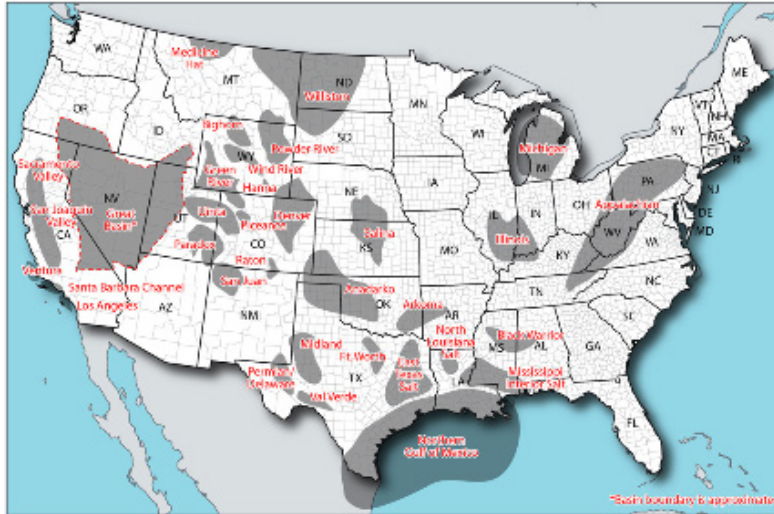 WA
ME
Medicine
Hat
MT
ND
Williston
MN
OR
ID
VT
NH
MA
CT
RI
NY
SD
WI
Michigan
MI
Bighorn
Powder River
WY
Wind River
Green
River
Hanna
Sacramento
Valley
NV
Great
Basin*
San Joaquin
Valley
CA
UT
Uinta
Piceance
Denver
NE
IA
IL
IN
OH
PA
NJ
DE
MD
Appalachian
WV
VA
Illinois
KY
Salina
KS
MO
CO
Paradox
Raton
Ventura
Santa Barbara Channel
Los Angeles
AZ
San Juan
NM
Anadarko
OK
Arkoma
AR
TN
NC
SC
North
Louisiana
Salt
Black Warrior
MS
AL
GA
Midland
Ft. Worth
East
Texas
Salt
Permian/
Delaware
TX
Val Verde
LA
Mississippi
Interior Salt
FL
Northern
Gulf of Mexico
*Basin boundary is approximate